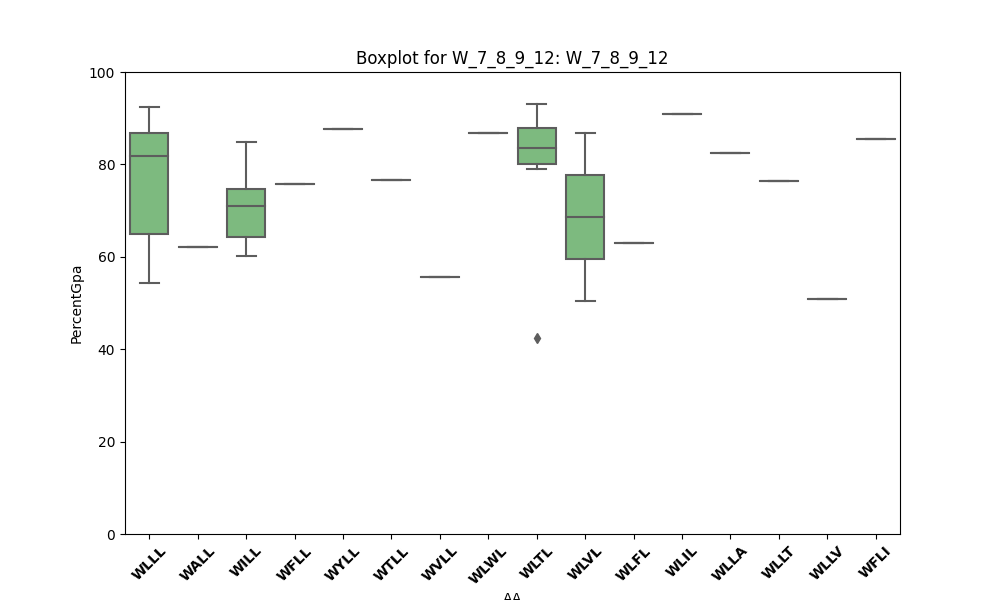 Boxplot for W_7_8_9_12: W_7_8_9_12
100
80
60
40
20
0
PercentGpa
WLLL WALL WILL WFLL WYLL WTLL WVLL WLWL WLTL WLVL WLFL WLIL WLLA WLLT WLLV WFLI
AA